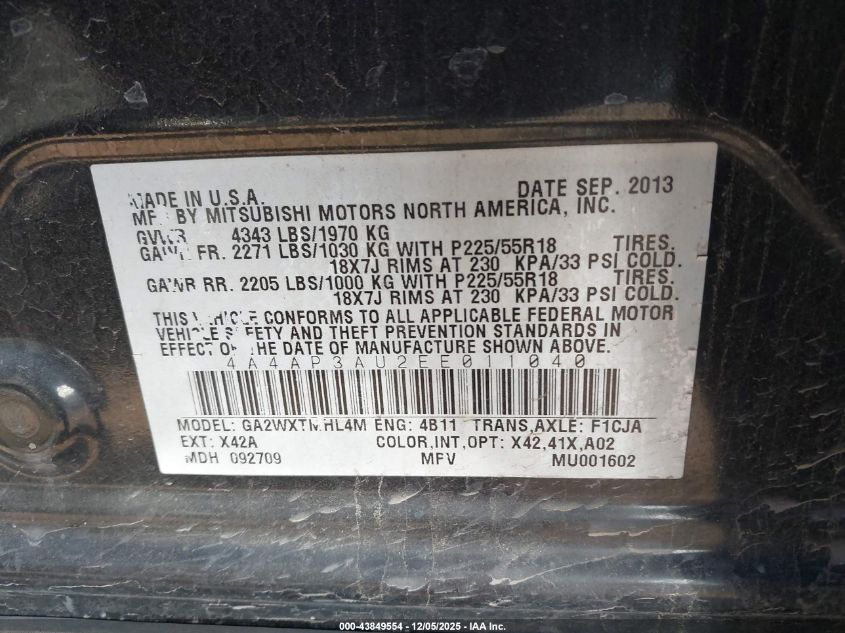 MADE IN U.S.A. DATE SEP. 2013
MF. BY MITSUBISHI MOTORS NORTH AMERICA, INC.
GVWR 4343 LBS/1970 KG
GAWR FR. 2271 LBS/1030 KG WITH P225/55R18 TIRES.
18X7J RIMS AT 230 KPA/33 PSI COLD.
GAWR RR. 2205 LBS/1000 KG WITH P225/55R18 TIRES.
18X7J RIMS AT 230 KPA/33 PSI COLD.
THIS VEHICLE CONFORMS TO ALL APPLICABLE FEDERAL MOTOR
VEHICLE SAFETY AND THEFT PREVENTION STANDARDS IN
EFFECT ON THE DATE OF MANUFACTURE SHOWN ABOVE.
4A4AP3AU2EE011040
MODEL: GA2WXTMHL4M ENG: 4B11 TRANS,AXLE: F1CJA
EXT: X42A COLOR,INT,OPT: X42,41X,A02
MDH 092709 MFV MU001602
000-43849554 - 12/05/2025 - IAA Inc.